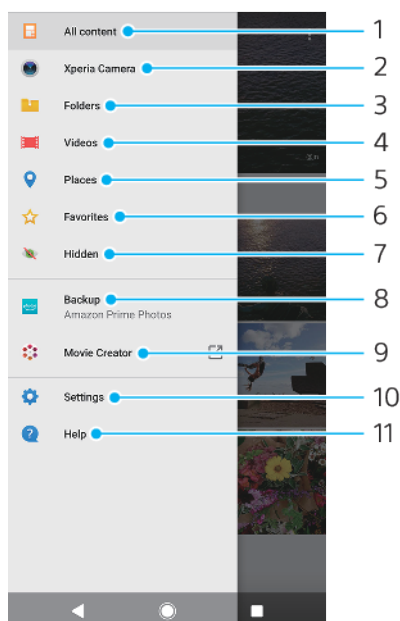 All content 1
Xperia Camera 2
Folders 3
Videos 4
Places 5
Favorites 6
Hidden 7
Backup 8
Amazon Prime Photos
Movie Creator 9
Settings 10
Help 11